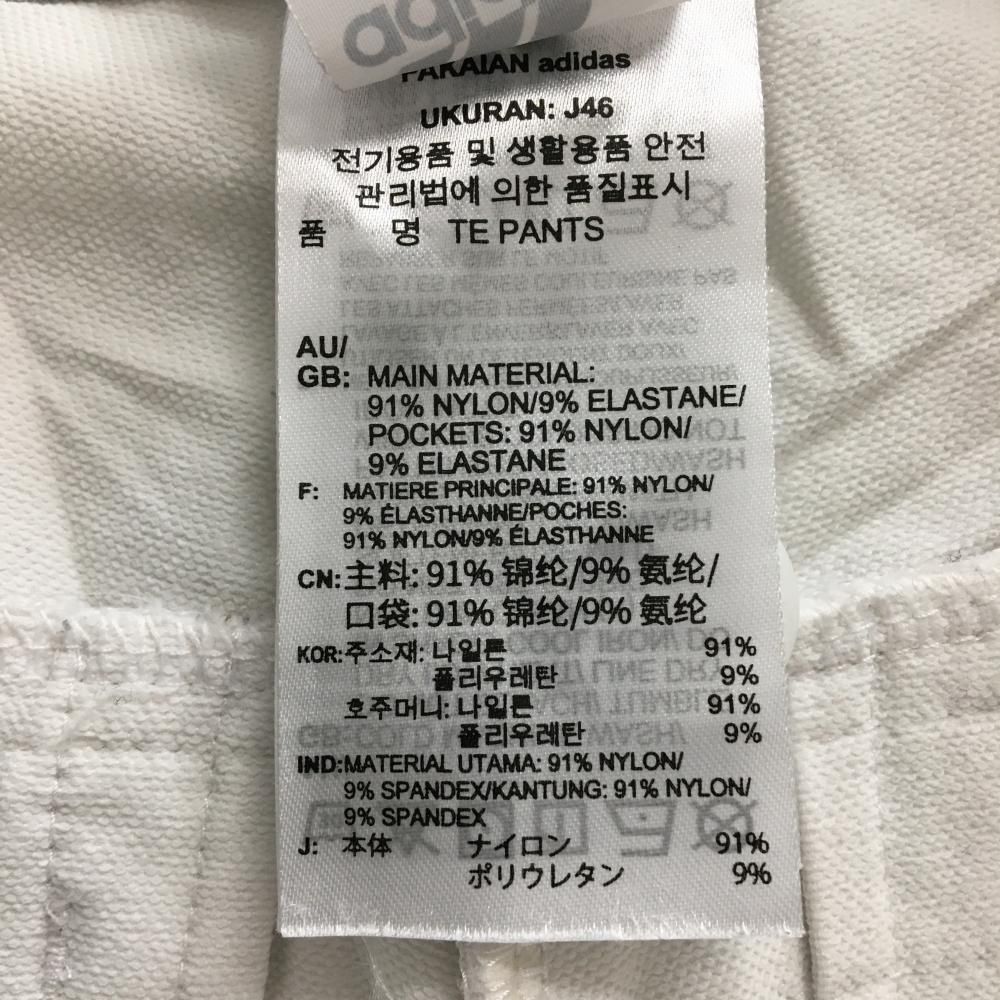 adidas
PAKAIAN adidas
UKURAN: J46
전기용품 및 생활용품 안전
관리법에 의한 품질표시
품 명 TE PANTS
AU/
GB: MAIN MATERIAL:
91% NYLON/9% ELASTANE/
POCKETS: 91% NYLON/
9% ELASTANE
F: MATIERE PRINCIPALE: 91% NYLON/
9% ÉLASTHANNE/POCHES:
91% NYLON/9% ÉLASTHANNE
CN: 主料: 91% 锦纶/9% 氨纶/
口袋: 91% 锦纶/9% 氨纶
KOR: 주소재: 나일론 91%
폴리우레탄 9%
호주머니: 나일론 91%
폴리우레탄 9%
IND: MATERIAL UTAMA: 91% NYLON/
9% SPANDEX/KANTUNG: 91% NYLON/
9% SPANDEX
J: 本体 ナイロン 91%
ポリウレタン 9%